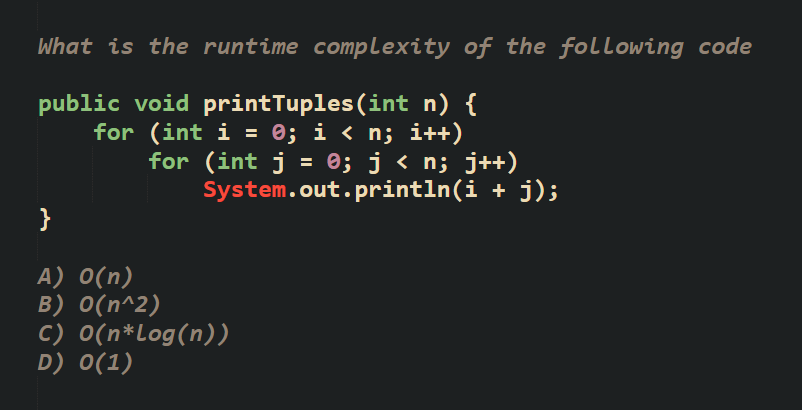 What is the runtime complexity of the following code
public void printTuples(int n) {
for (int i = 0; i < n; i++)
for (int j = 0; j < n; j++)
System.out.println(i + j);
}
A) O(n)
B) O(n^2)
C) O(n*log(n))
D) O(1)